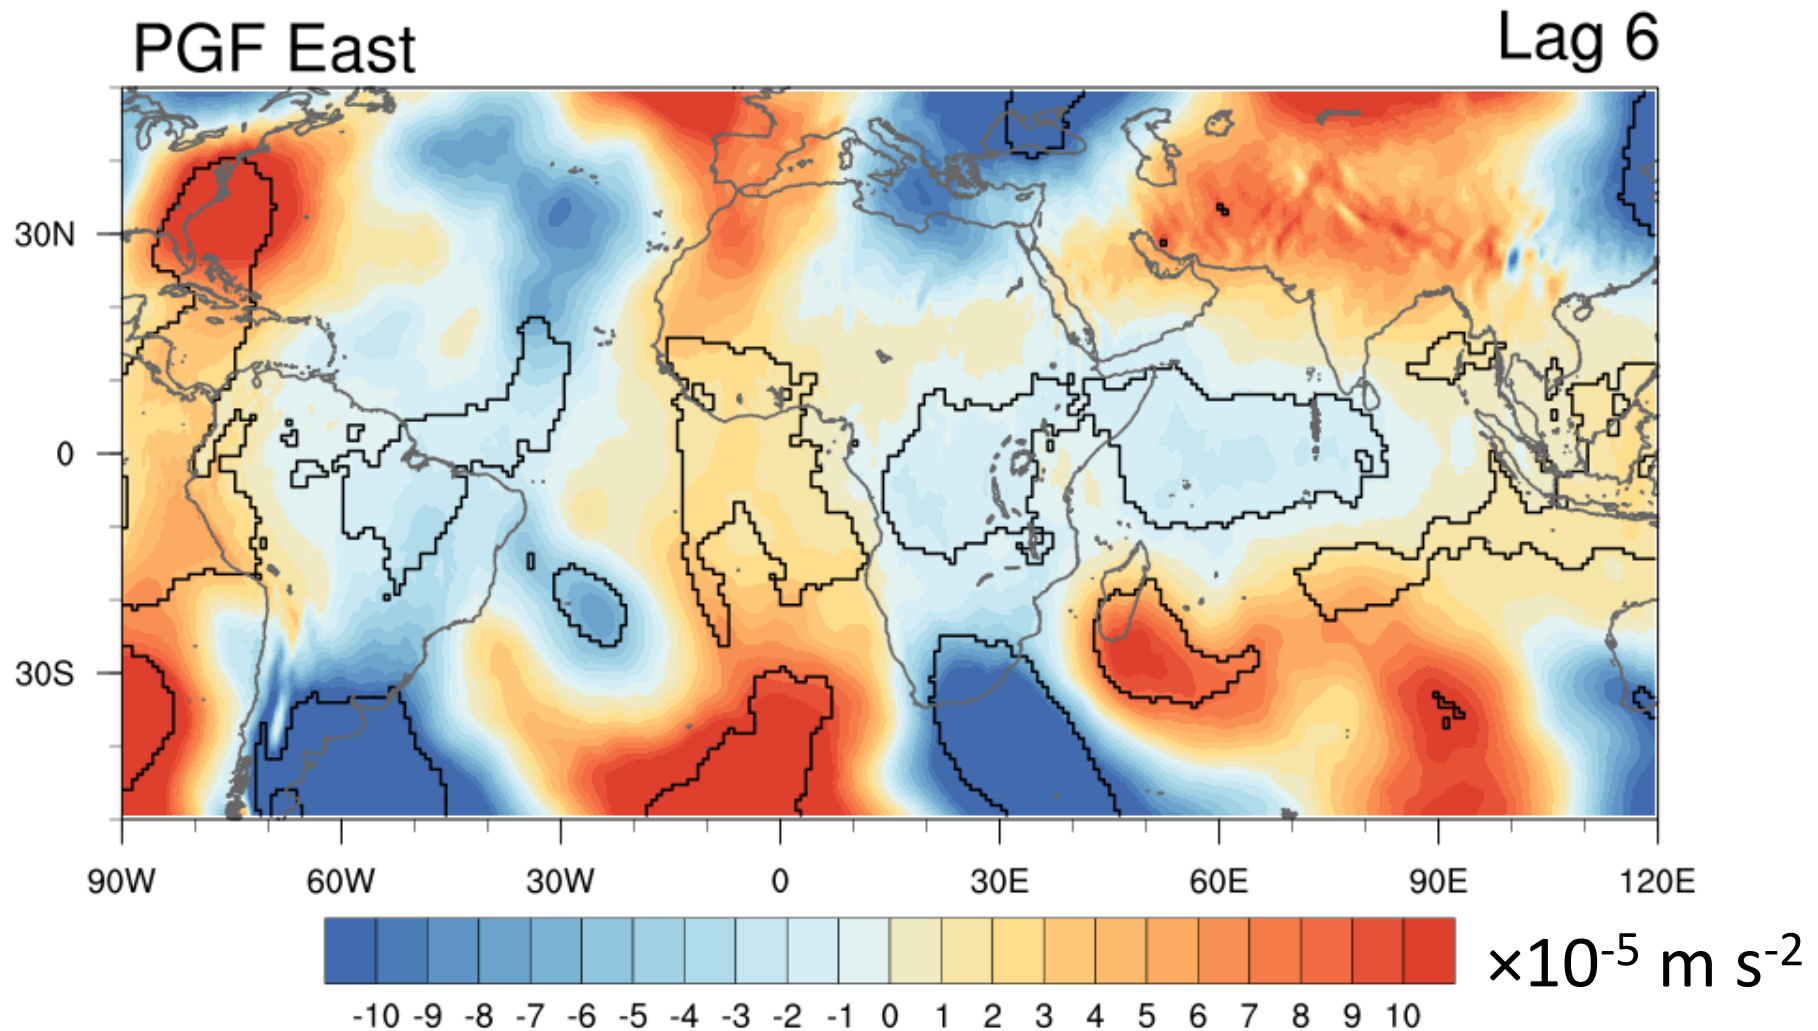 PGF East Lag 6
30N
0
30S
90W 60W 30W 0 30E 60E 90E 120E
-10 -9 -8 -7 -6 -5 -4 -3 -2 -1 0 1 2 3 4 5 6 7 8 9 10
×10⁻⁵ m s⁻²